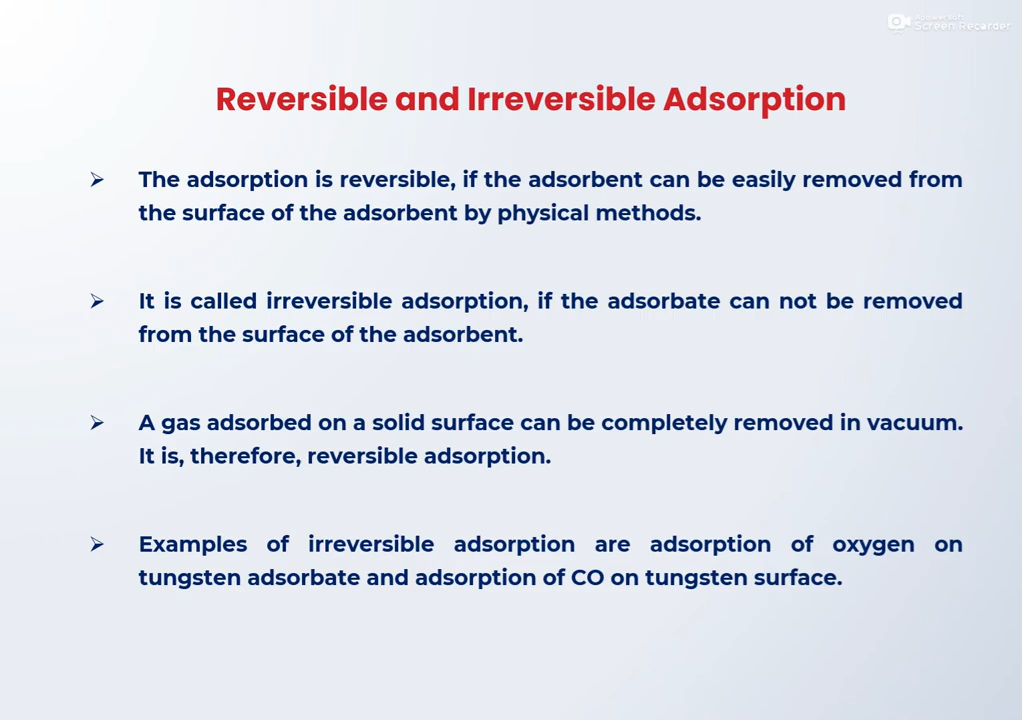 Apowersoft
Screen Recorder
Reversible and Irreversible Adsorption
➢ The adsorption is reversible, if the adsorbent can be easily removed from
the surface of the adsorbent by physical methods.
➢ It is called irreversible adsorption, if the adsorbate can not be removed
from the surface of the adsorbent.
➢ A gas adsorbed on a solid surface can be completely removed in vacuum.
It is, therefore, reversible adsorption.
➢ Examples of irreversible adsorption are adsorption of oxygen on
tungsten adsorbate and adsorption of CO on tungsten surface.